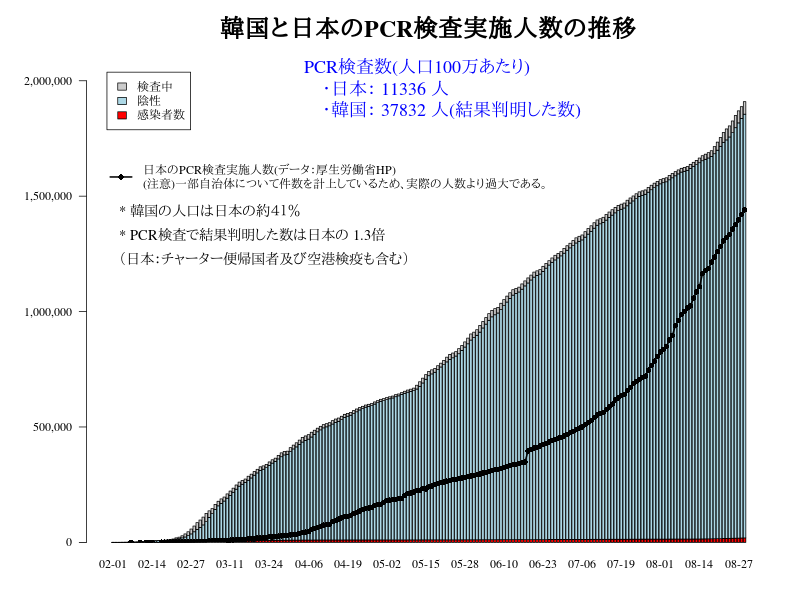 韓国と日本のPCR検査実施人数の推移
PCR検査数(人口100万あたり)
・日本： 11336 人
・韓国： 37832 人(結果判明した数)
検査中
陰性
感染者数
日本のPCR検査実施人数(データ：厚生労働省HP)
(注意)一部自治体について件数を計上しているため、実際の人数より過大である。
* 韓国の人口は日本の約41%
* PCR検査で結果判明した数は日本の 1.3倍
（日本：チャーター便帰国者及び空港検疫も含む）
2,000,000
1,500,000
1,000,000
500,000
0
02-01 02-14 02-27 03-11 03-24 04-06 04-19 05-02 05-15 05-28 06-10 06-23 07-06 07-19 08-01 08-14 08-27